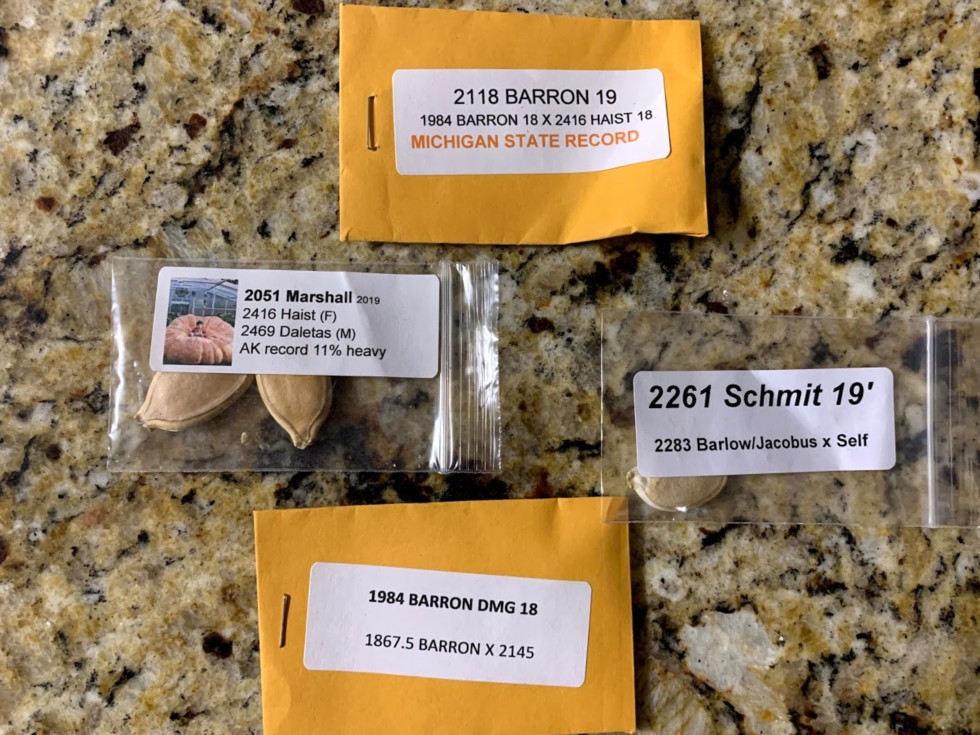 2118 BARRON 19
1984 BARRON 18 X 2416 HAIST 18
MICHIGAN STATE RECORD
2051 Marshall 2019
2416 Haist (F)
2469 Daletas (M)
AK record 11% heavy
2261 Schmit 19'
2283 Barlow/Jacobus x Self
1984 BARRON DMG 18
1867.5 BARRON X 2145